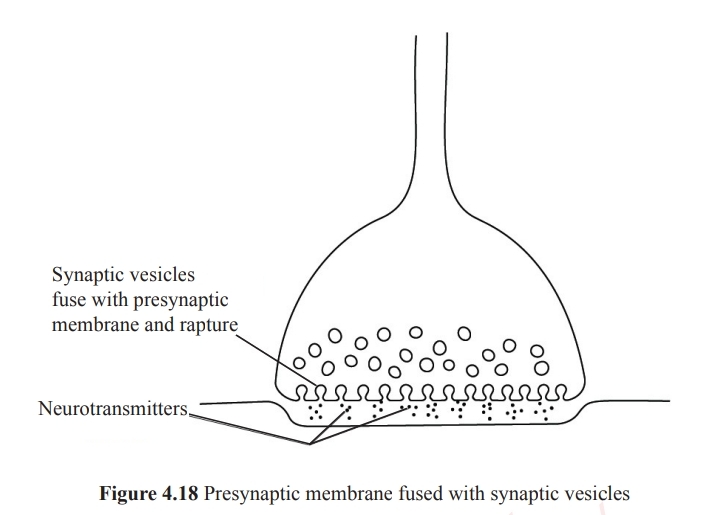 Synaptic vesicles
fuse with presynaptic
membrane and rapture
Neurotransmitters
Figure 4.18 Presynaptic membrane fused with synaptic vesicles